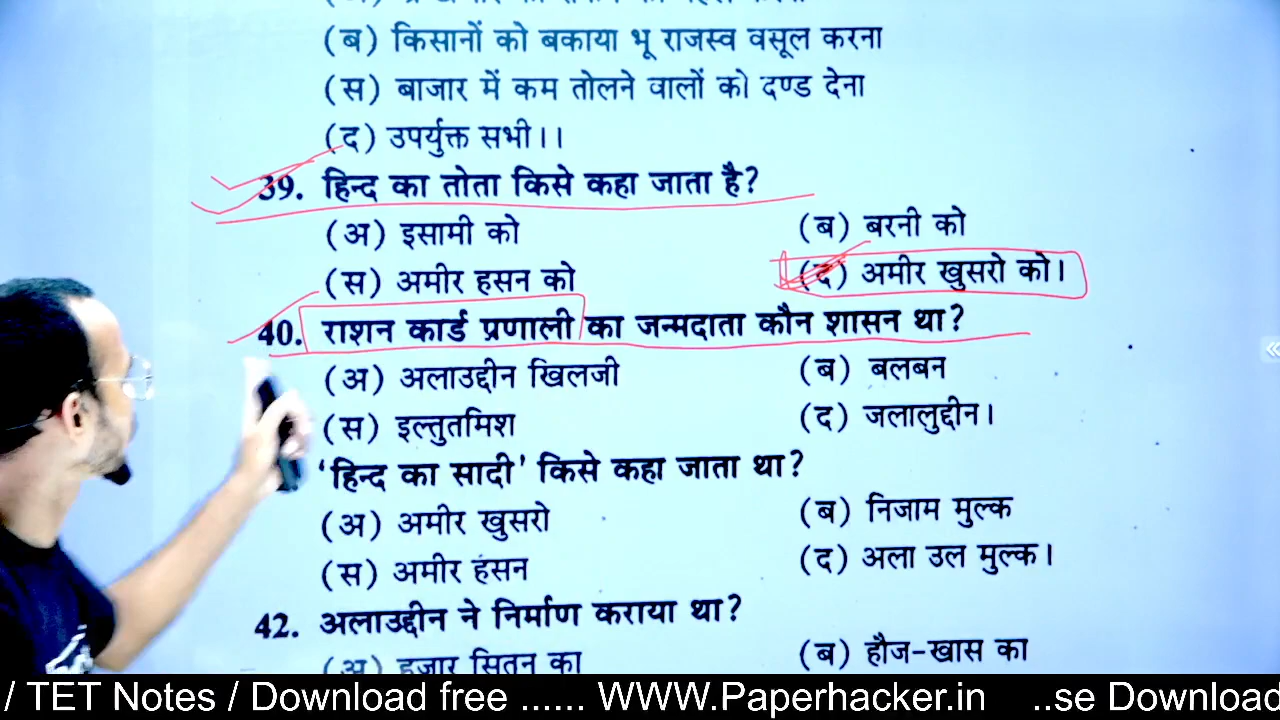 (ब) किसानों को बकाया भू राजस्व वसूल करना
(स) बाजार में कम तोलने वालों को दण्ड देना
(द) उपर्युक्त सभी।।
39. हिन्द का तोता किसे कहा जाता है?
(अ) इसामी को (ब) बरनी को
(स) अमीर हसन को (द) अमीर खुसरो को।
40. राशन कार्ड प्रणाली का जन्मदाता कौन शासन था?
(अ) अलाउद्दीन खिलजी (ब) बलबन
(स) इल्तुतमिश (द) जलालुद्दीन।
'हिन्द का सादी' किसे कहा जाता था?
(अ) अमीर खुसरो (ब) निजाम मुल्क
(स) अमीर हंसन (द) अला उल मुल्क।
42. अलाउद्दीन ने निर्माण कराया था?
(अ) हजार सितून का (ब) हौज-खास का
/ TET Notes / Download free ...... WWW.Paperhacker.in ..se Download